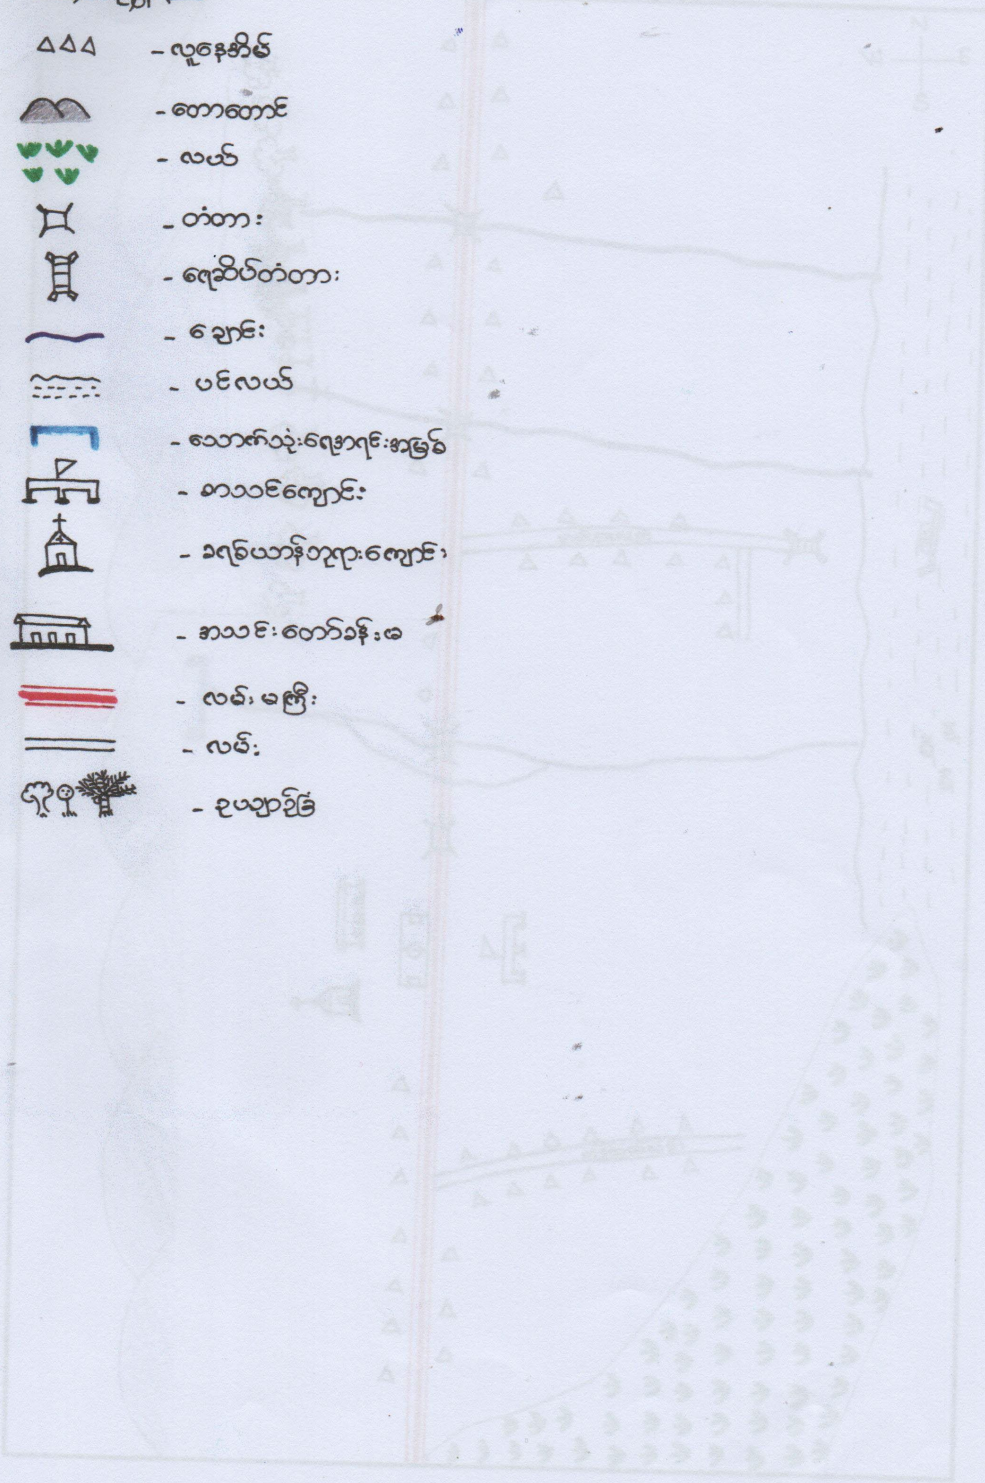 - လူနေအိမ်
- တောတောင်
- လယ်
- တံတား
- ဇေဆိပ်တံတား
- ချောင်း
- ပင်လယ်
- သောက်သုံးရေအရင်းအမြစ်
- စာသင်ကျောင်း
- ခရစ်ယာန်ဘုရားကျောင်း
- အသင်းတော်ခန်းမ
- လမ်းမကြီး
- လမ်း
- ဥယျာဉ်ခြံ